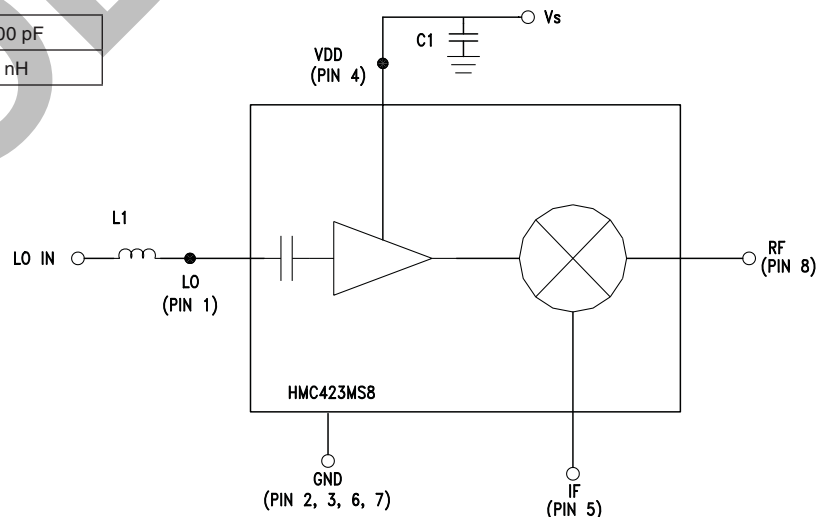 00 pF
nH
Vs
C1
VDD
(PIN 4)
L1
LO IN
LO
(PIN 1)
RF
(PIN 8)
HMC423MS8
GND
(PIN 2, 3, 6, 7)
IF
(PIN 5)